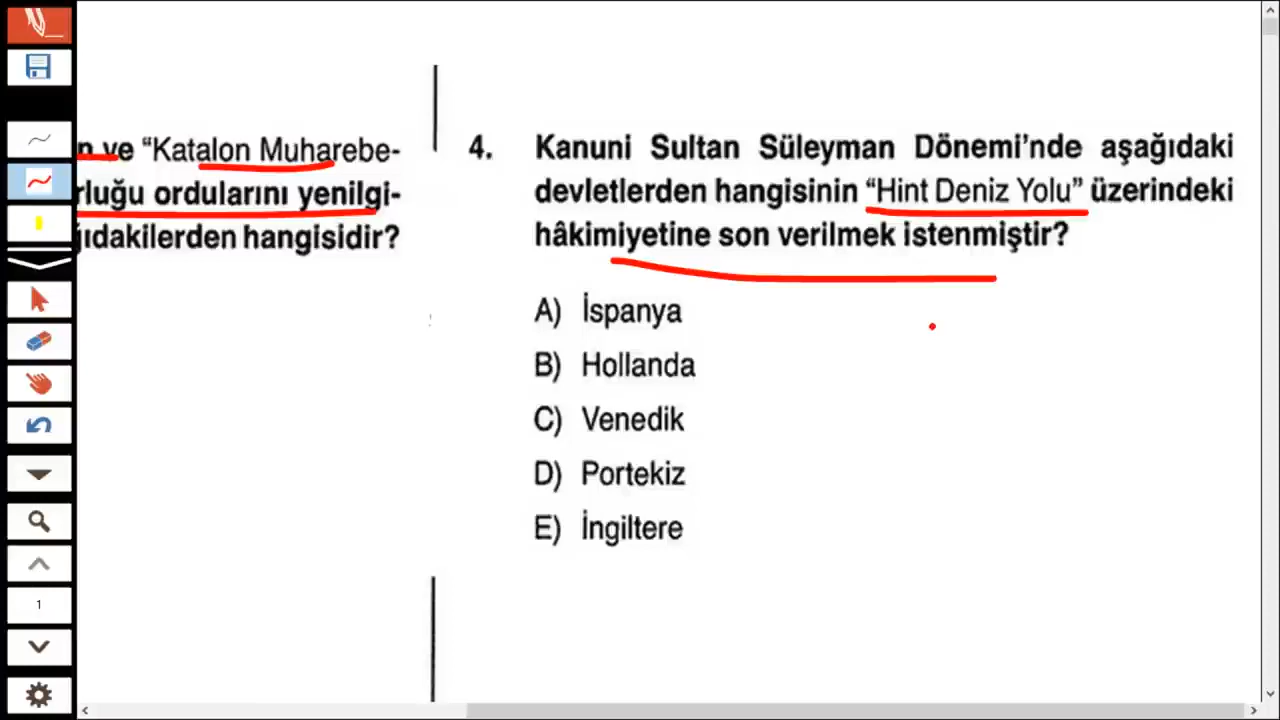 n ve “Katalon Muharebe-
rluğu ordularını yenilgi-
ğıdakilerden hangisidir?
4. Kanuni Sultan Süleyman Dönemi’nde aşağıdaki
devletlerden hangisinin “Hint Deniz Yolu” üzerindeki
hâkimiyetine son verilmek istenmiştir?
A) İspanya
B) Hollanda
C) Venedik
D) Portekiz
E) İngiltere
1